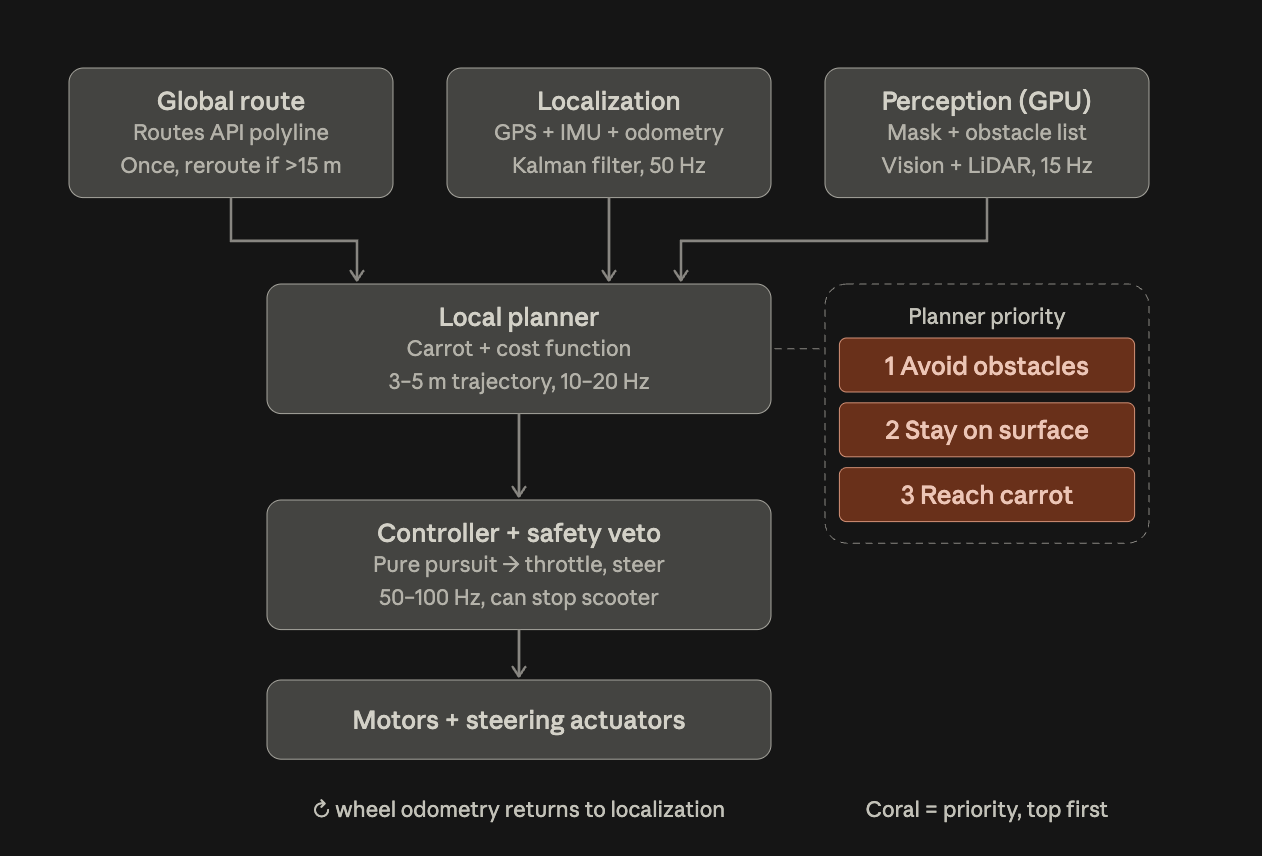 Global route
Routes API polyline
Once, reroute if >15 m
Localization
GPS + IMU + odometry
Kalman filter, 50 Hz
Perception (GPU)
Mask + obstacle list
Vision + LiDAR, 15 Hz
Local planner
Carrot + cost function
3–5 m trajectory, 10–20 Hz
Planner priority
1 Avoid obstacles
2 Stay on surface
3 Reach carrot
Controller + safety veto
Pure pursuit → throttle, steer
50–100 Hz, can stop scooter
Motors + steering actuators
↻ wheel odometry returns to localization
Coral = priority, top first